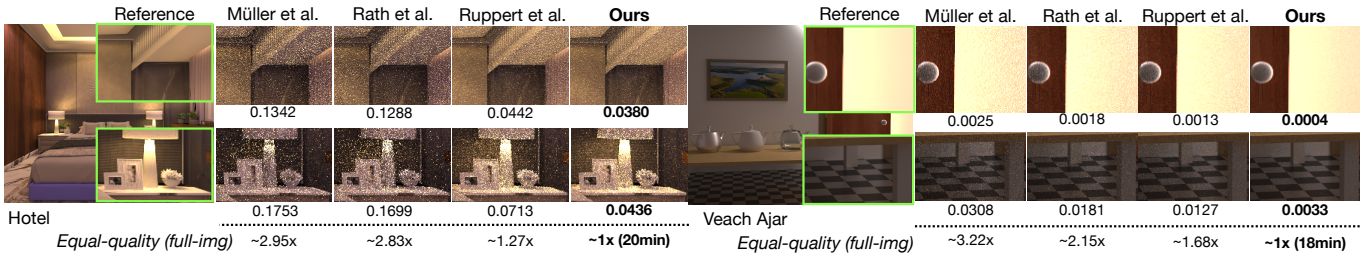 Reference Müller et al. Rath et al. Ruppert et al. Ours
0.1342 0.1288 0.0442 0.0380
0.1753 0.1699 0.0713 0.0436
Hotel
Equal-quality (full-img) ~2.95x ~2.83x ~1.27x ~1x (20min)
Reference Müller et al. Rath et al. Ruppert et al. Ours
0.0025 0.0018 0.0013 0.0004
0.0308 0.0181 0.0127 0.0033
Veach Ajar
Equal-quality (full-img) ~3.22x ~2.15x ~1.68x ~1x (18min)